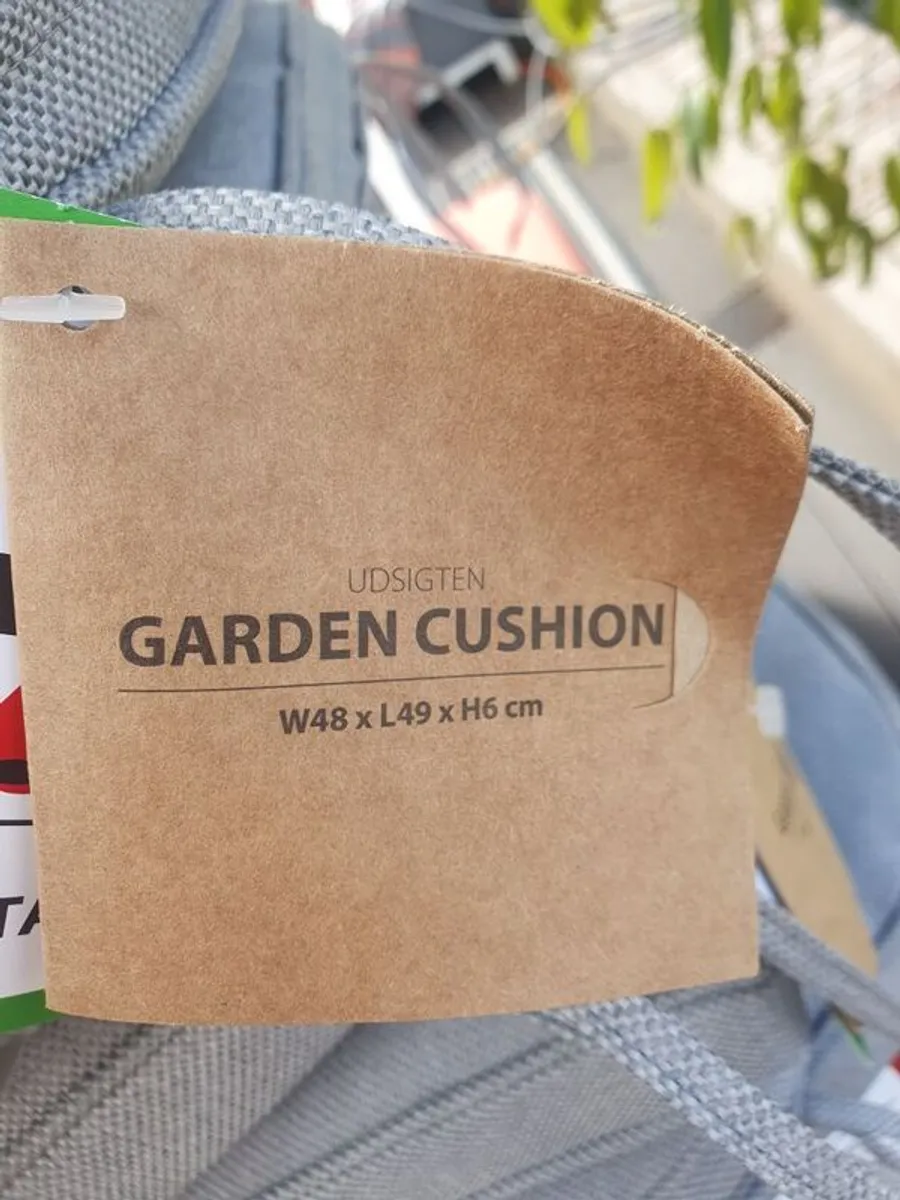 UDSIGTEN
GARDEN CUSHION
W48 x L49 x H6 cm